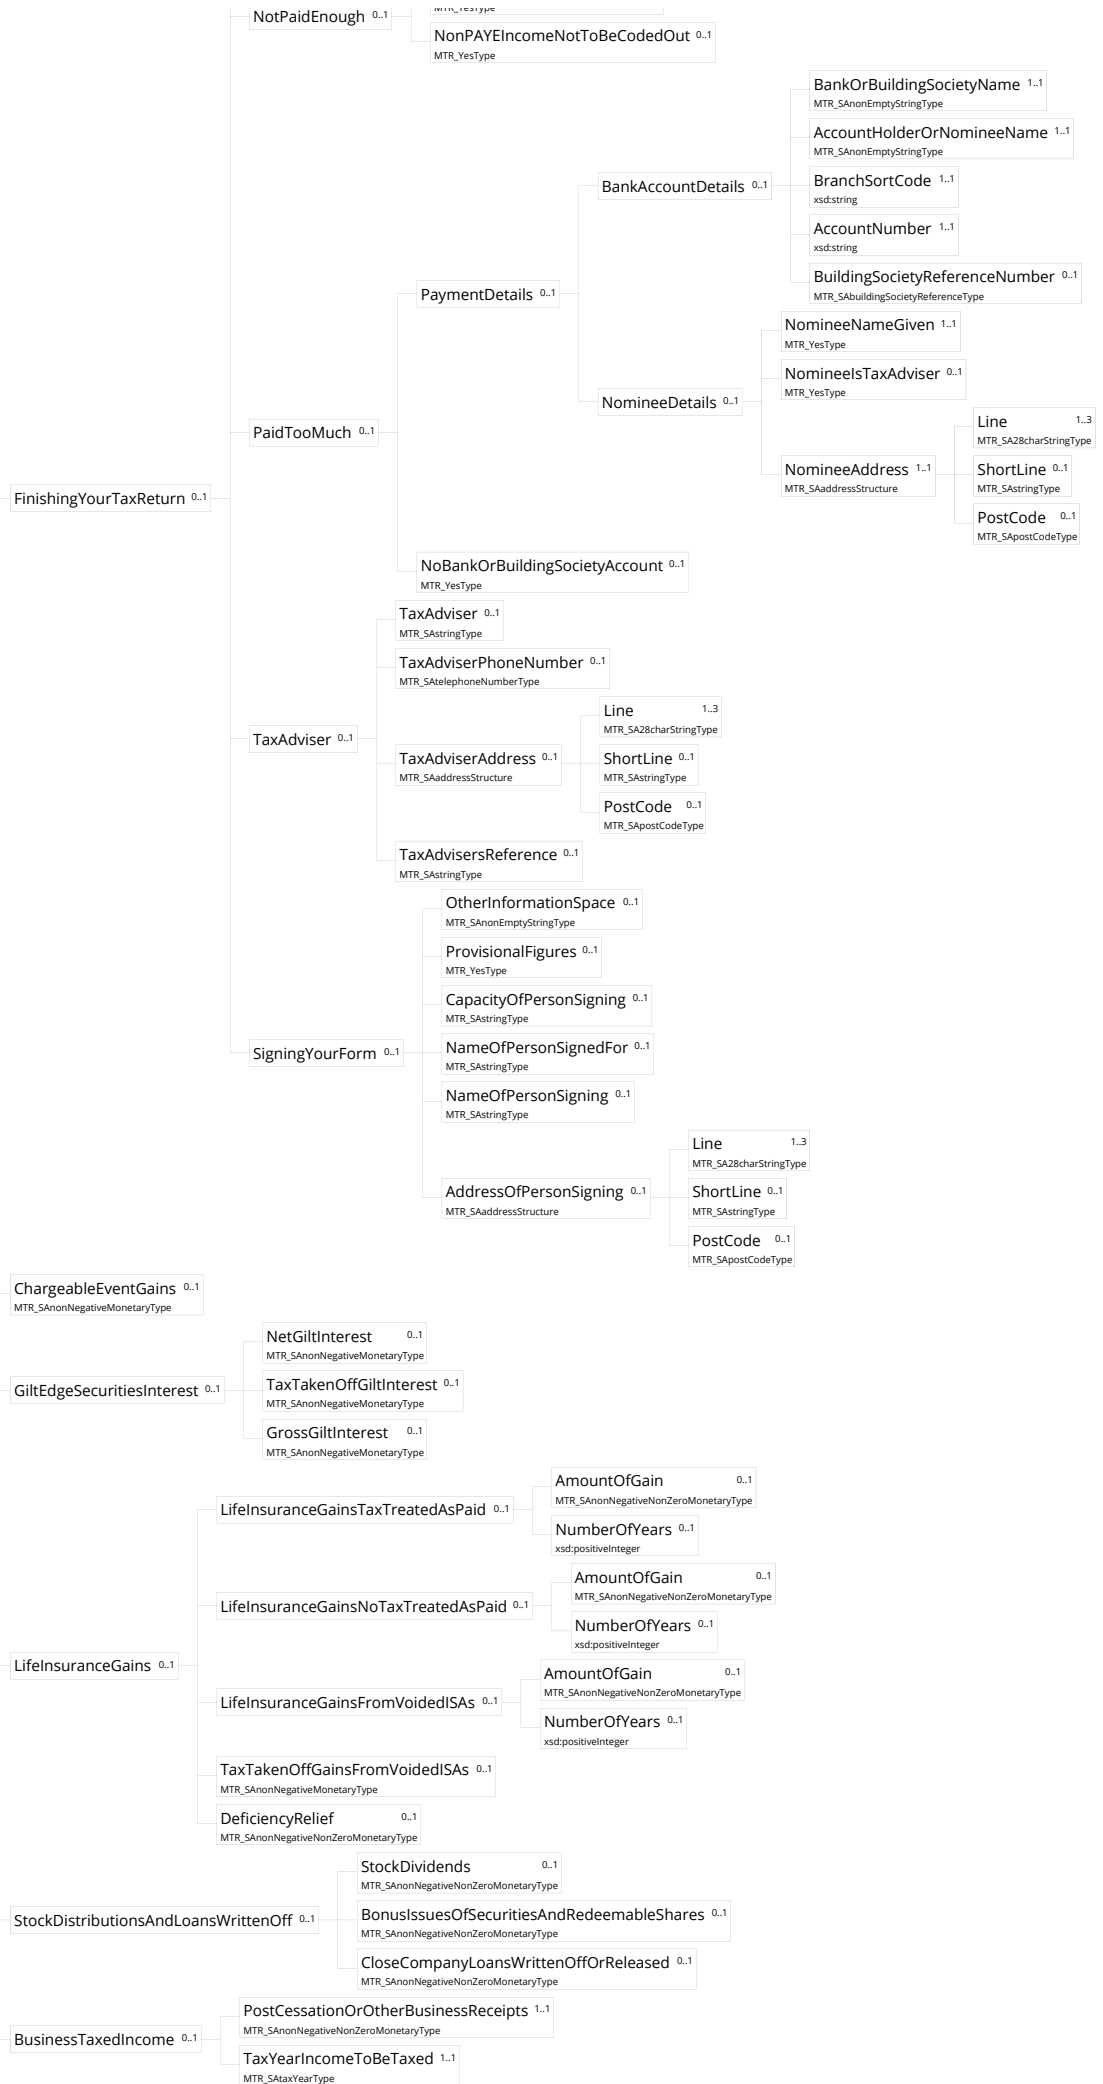 MTR_YesType
NotPaidEnough 0..1
NonPAYEIncomeNotToBeCodedOut 0..1
MTR_YesType
BankOrBuildingSocietyName 1..1
MTR_SAnonEmptyStringType
AccountHolderOrNomineeName 1..1
MTR_SAnonEmptyStringType
BankAccountDetails 0..1
BranchSortCode 1..1
xsd:string
AccountNumber 1..1
xsd:string
BuildingSocietyReferenceNumber 0..1
MTR_SAbuildingSocietyReferenceType
PaymentDetails 0..1
NomineeNameGiven 1..1
MTR_YesType
NomineeIsTaxAdviser 0..1
MTR_YesType
NomineeDetails 0..1
Line 1..3
MTR_SA28charStringType
PaidTooMuch 0..1
NomineeAddress 1..1
MTR_SAaddressStructure
ShortLine 0..1
MTR_SAstringType
FinishingYourTaxReturn 0..1
PostCode 0..1
MTR_SApostCodeType
NoBankOrBuildingSocietyAccount 0..1
MTR_YesType
TaxAdviser 0..1
MTR_SAstringType
TaxAdviserPhoneNumber 0..1
MTR_SAtelephoneNumberType
Line 1..3
MTR_SA28charStringType
TaxAdviser 0..1
TaxAdviserAddress 0..1
MTR_SAaddressStructure
ShortLine 0..1
MTR_SAstringType
PostCode 0..1
MTR_SApostCodeType
TaxAdvisersReference 0..1
MTR_SAstringType
OtherInformationSpace 0..1
MTR_SAnonEmptyStringType
ProvisionalFigures 0..1
MTR_YesType
CapacityOfPersonSigning 0..1
MTR_SAstringType
SigningYourForm 0..1
NameOfPersonSignedFor 0..1
MTR_SAstringType
NameOfPersonSigning 0..1
MTR_SAstringType
Line 1..3
MTR_SA28charStringType
AddressOfPersonSigning 0..1
MTR_SAaddressStructure
ShortLine 0..1
MTR_SAstringType
PostCode 0..1
MTR_SApostCodeType
ChargeableEventGains 0..1
MTR_SAnonNegativeMonetaryType
NetGiltInterest 0..1
MTR_SAnonNegativeMonetaryType
GiltEdgeSecuritiesInterest 0..1
TaxTakenOffGiltInterest 0..1
MTR_SAnonNegativeMonetaryType
GrossGiltInterest 0..1
MTR_SAnonNegativeMonetaryType
LifeInsuranceGainsTaxTreatedAsPaid 0..1
AmountOfGain 0..1
MTR_SAnonNegativeNonZeroMonetaryType
NumberOfYears 0..1
xsd:positiveInteger
LifeInsuranceGainsNoTaxTreatedAsPaid 0..1
AmountOfGain 0..1
MTR_SAnonNegativeNonZeroMonetaryType
NumberOfYears 0..1
xsd:positiveInteger
LifeInsuranceGains 0..1
LifeInsuranceGainsFromVoidedISAs 0..1
AmountOfGain 0..1
MTR_SAnonNegativeNonZeroMonetaryType
NumberOfYears 0..1
xsd:positiveInteger
TaxTakenOffGainsFromVoidedISAs 0..1
MTR_SAnonNegativeMonetaryType
DeficiencyRelief 0..1
MTR_SAnonNegativeNonZeroMonetaryType
StockDividends 0..1
MTR_SAnonNegativeNonZeroMonetaryType
StockDistributionsAndLoansWrittenOff 0..1
BonusIssuesOfSecuritiesAndRedeemableShares 0..1
MTR_SAnonNegativeNonZeroMonetaryType
CloseCompanyLoansWrittenOffOrReleased 0..1
MTR_SAnonNegativeNonZeroMonetaryType
PostCessationOrOtherBusinessReceipts 1..1
MTR_SAnonNegativeNonZeroMonetaryType
BusinessTaxedIncome 0..1
TaxYearIncomeToBeTaxed 1..1
MTR_SAtaxYearType